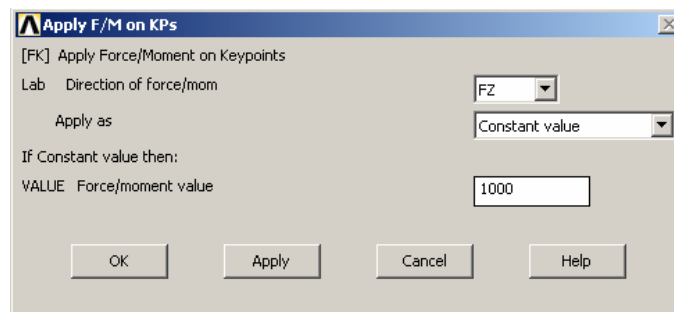 Apply F/M on KPs
[FK] Apply Force/Moment on Keypoints
Lab Direction of force/mom FZ
Apply as Constant value
If Constant value then:
VALUE Force/moment value 1000
OK Apply Cancel Help